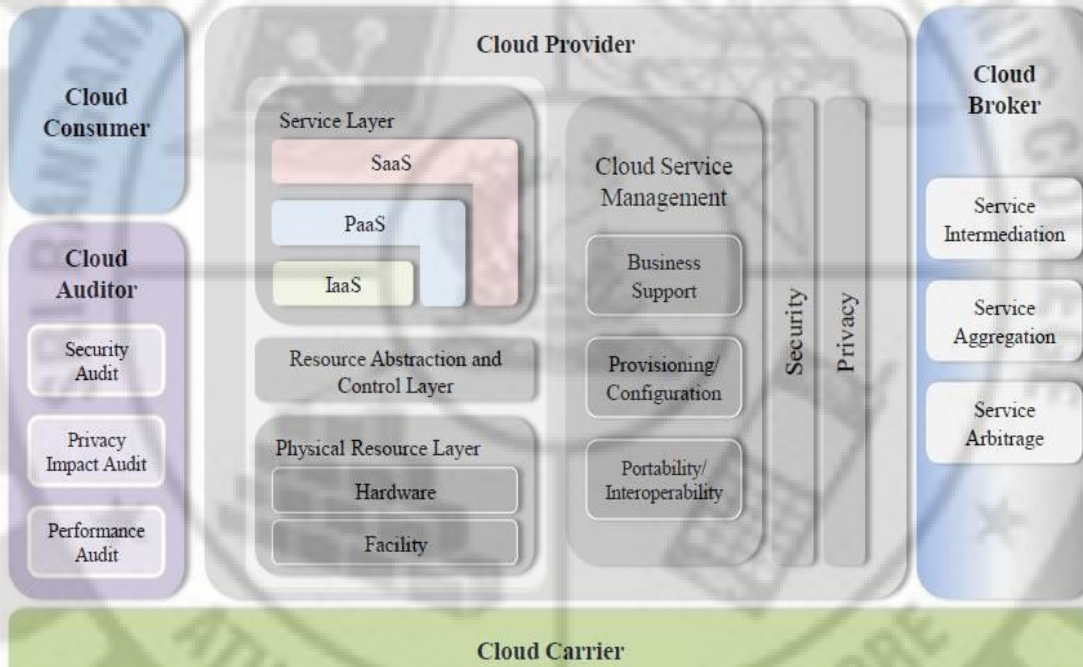 Cloud
Consumer
Cloud
Auditor
Security
Audit
Privacy
Impact Audit
Performance
Audit
Cloud Provider
Service Layer
SaaS
PaaS
IaaS
Resource Abstraction and
Control Layer
Physical Resource Layer
Hardware
Facility
Cloud Service
Management
Business
Support
Provisioning/
Configuration
Portability/
Interoperability
Security
Privacy
Cloud
Broker
Service
Intermediation
Service
Aggregation
Service
Arbitrage
Cloud Carrier